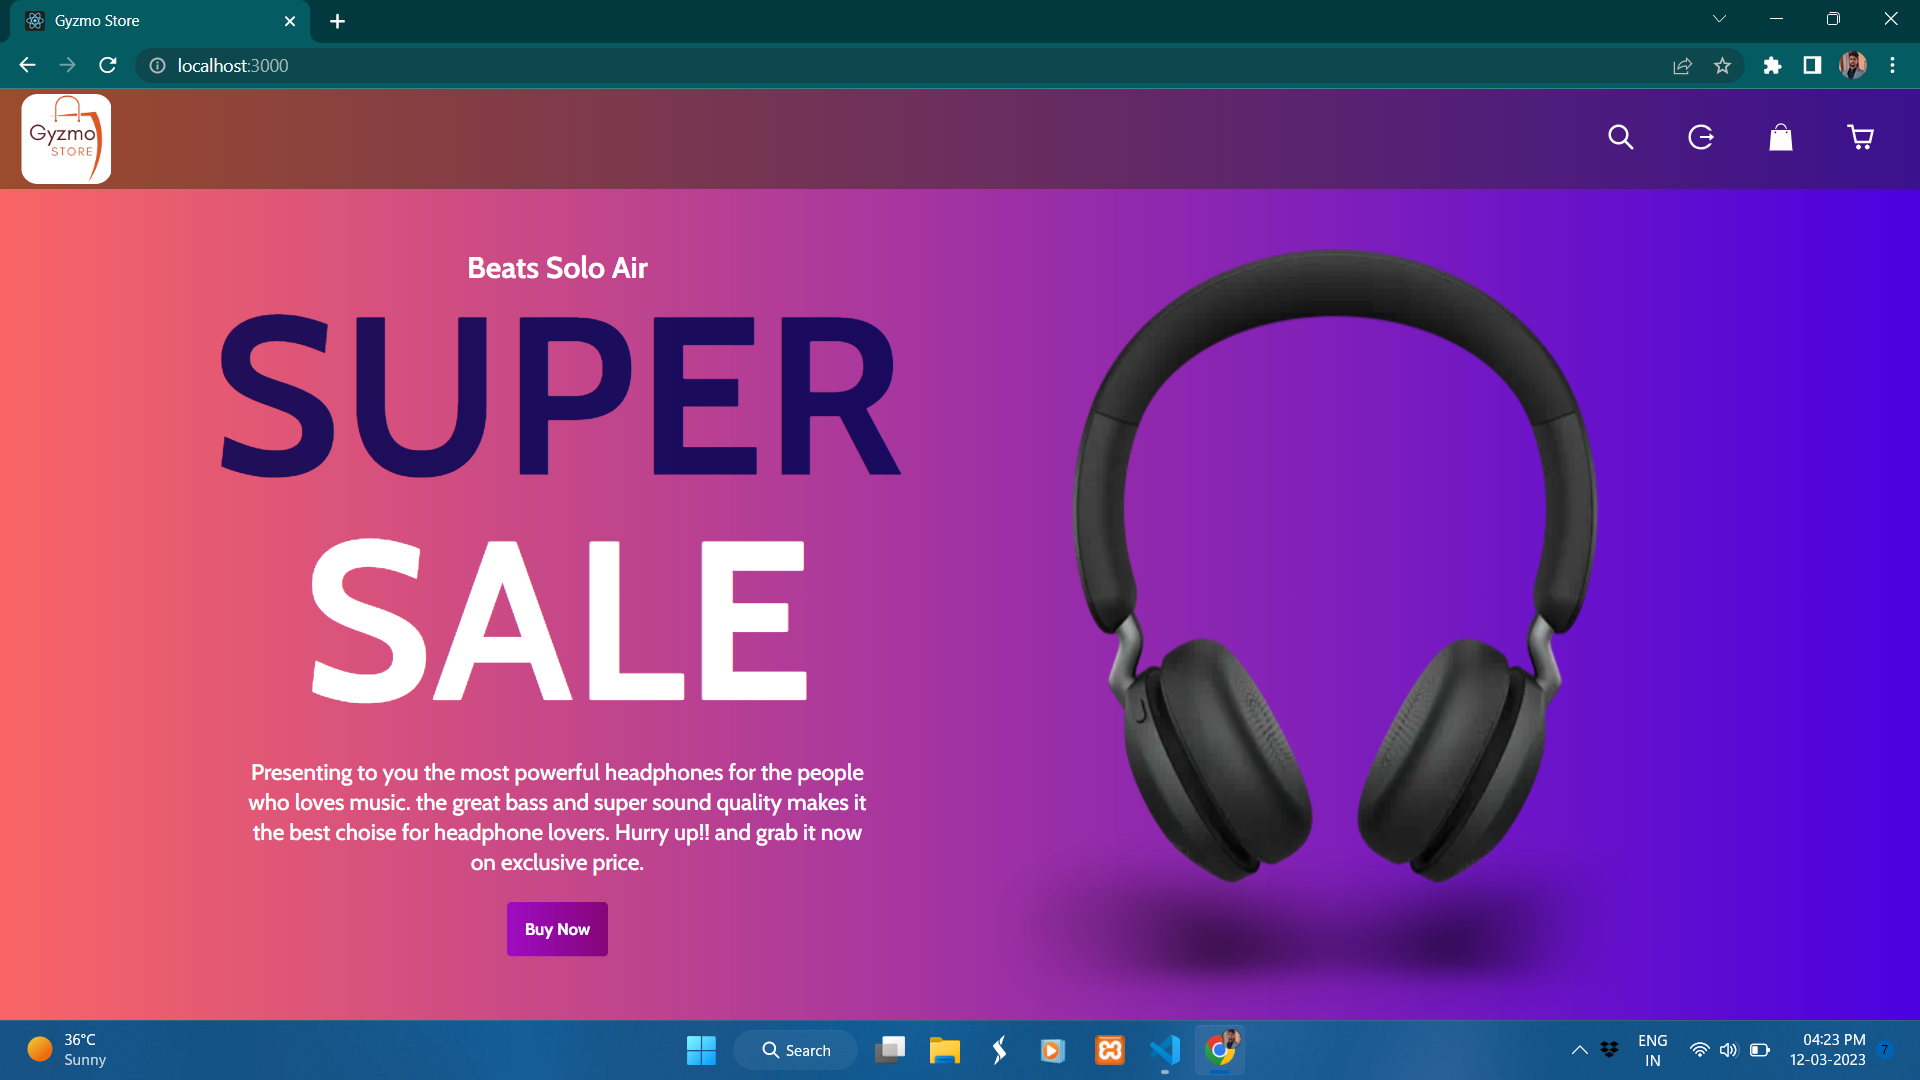 Gyzmo Store
localhost:3000
Gyzmo
STORE
Beats Solo Air
SUPER
SALE
Presenting to you the most powerful headphones for the people
who loves music. the great bass and super sound quality makes it
the best choise for headphone lovers. Hurry up!! and grab it now
on exclusive price.
Buy Now
36°C
Sunny
Search
ENG
IN
04:23 PM
12-03-2023
7